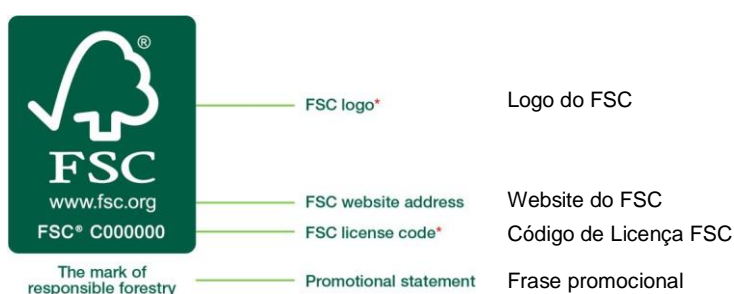 ®
FSC
www.fsc.org
FSC® C000000
The mark of
responsible forestry
FSC logo*
Logo do FSC
FSC website address
Website do FSC
FSC license code*
Código de Licença FSC
Promotional statement
Frase promocional